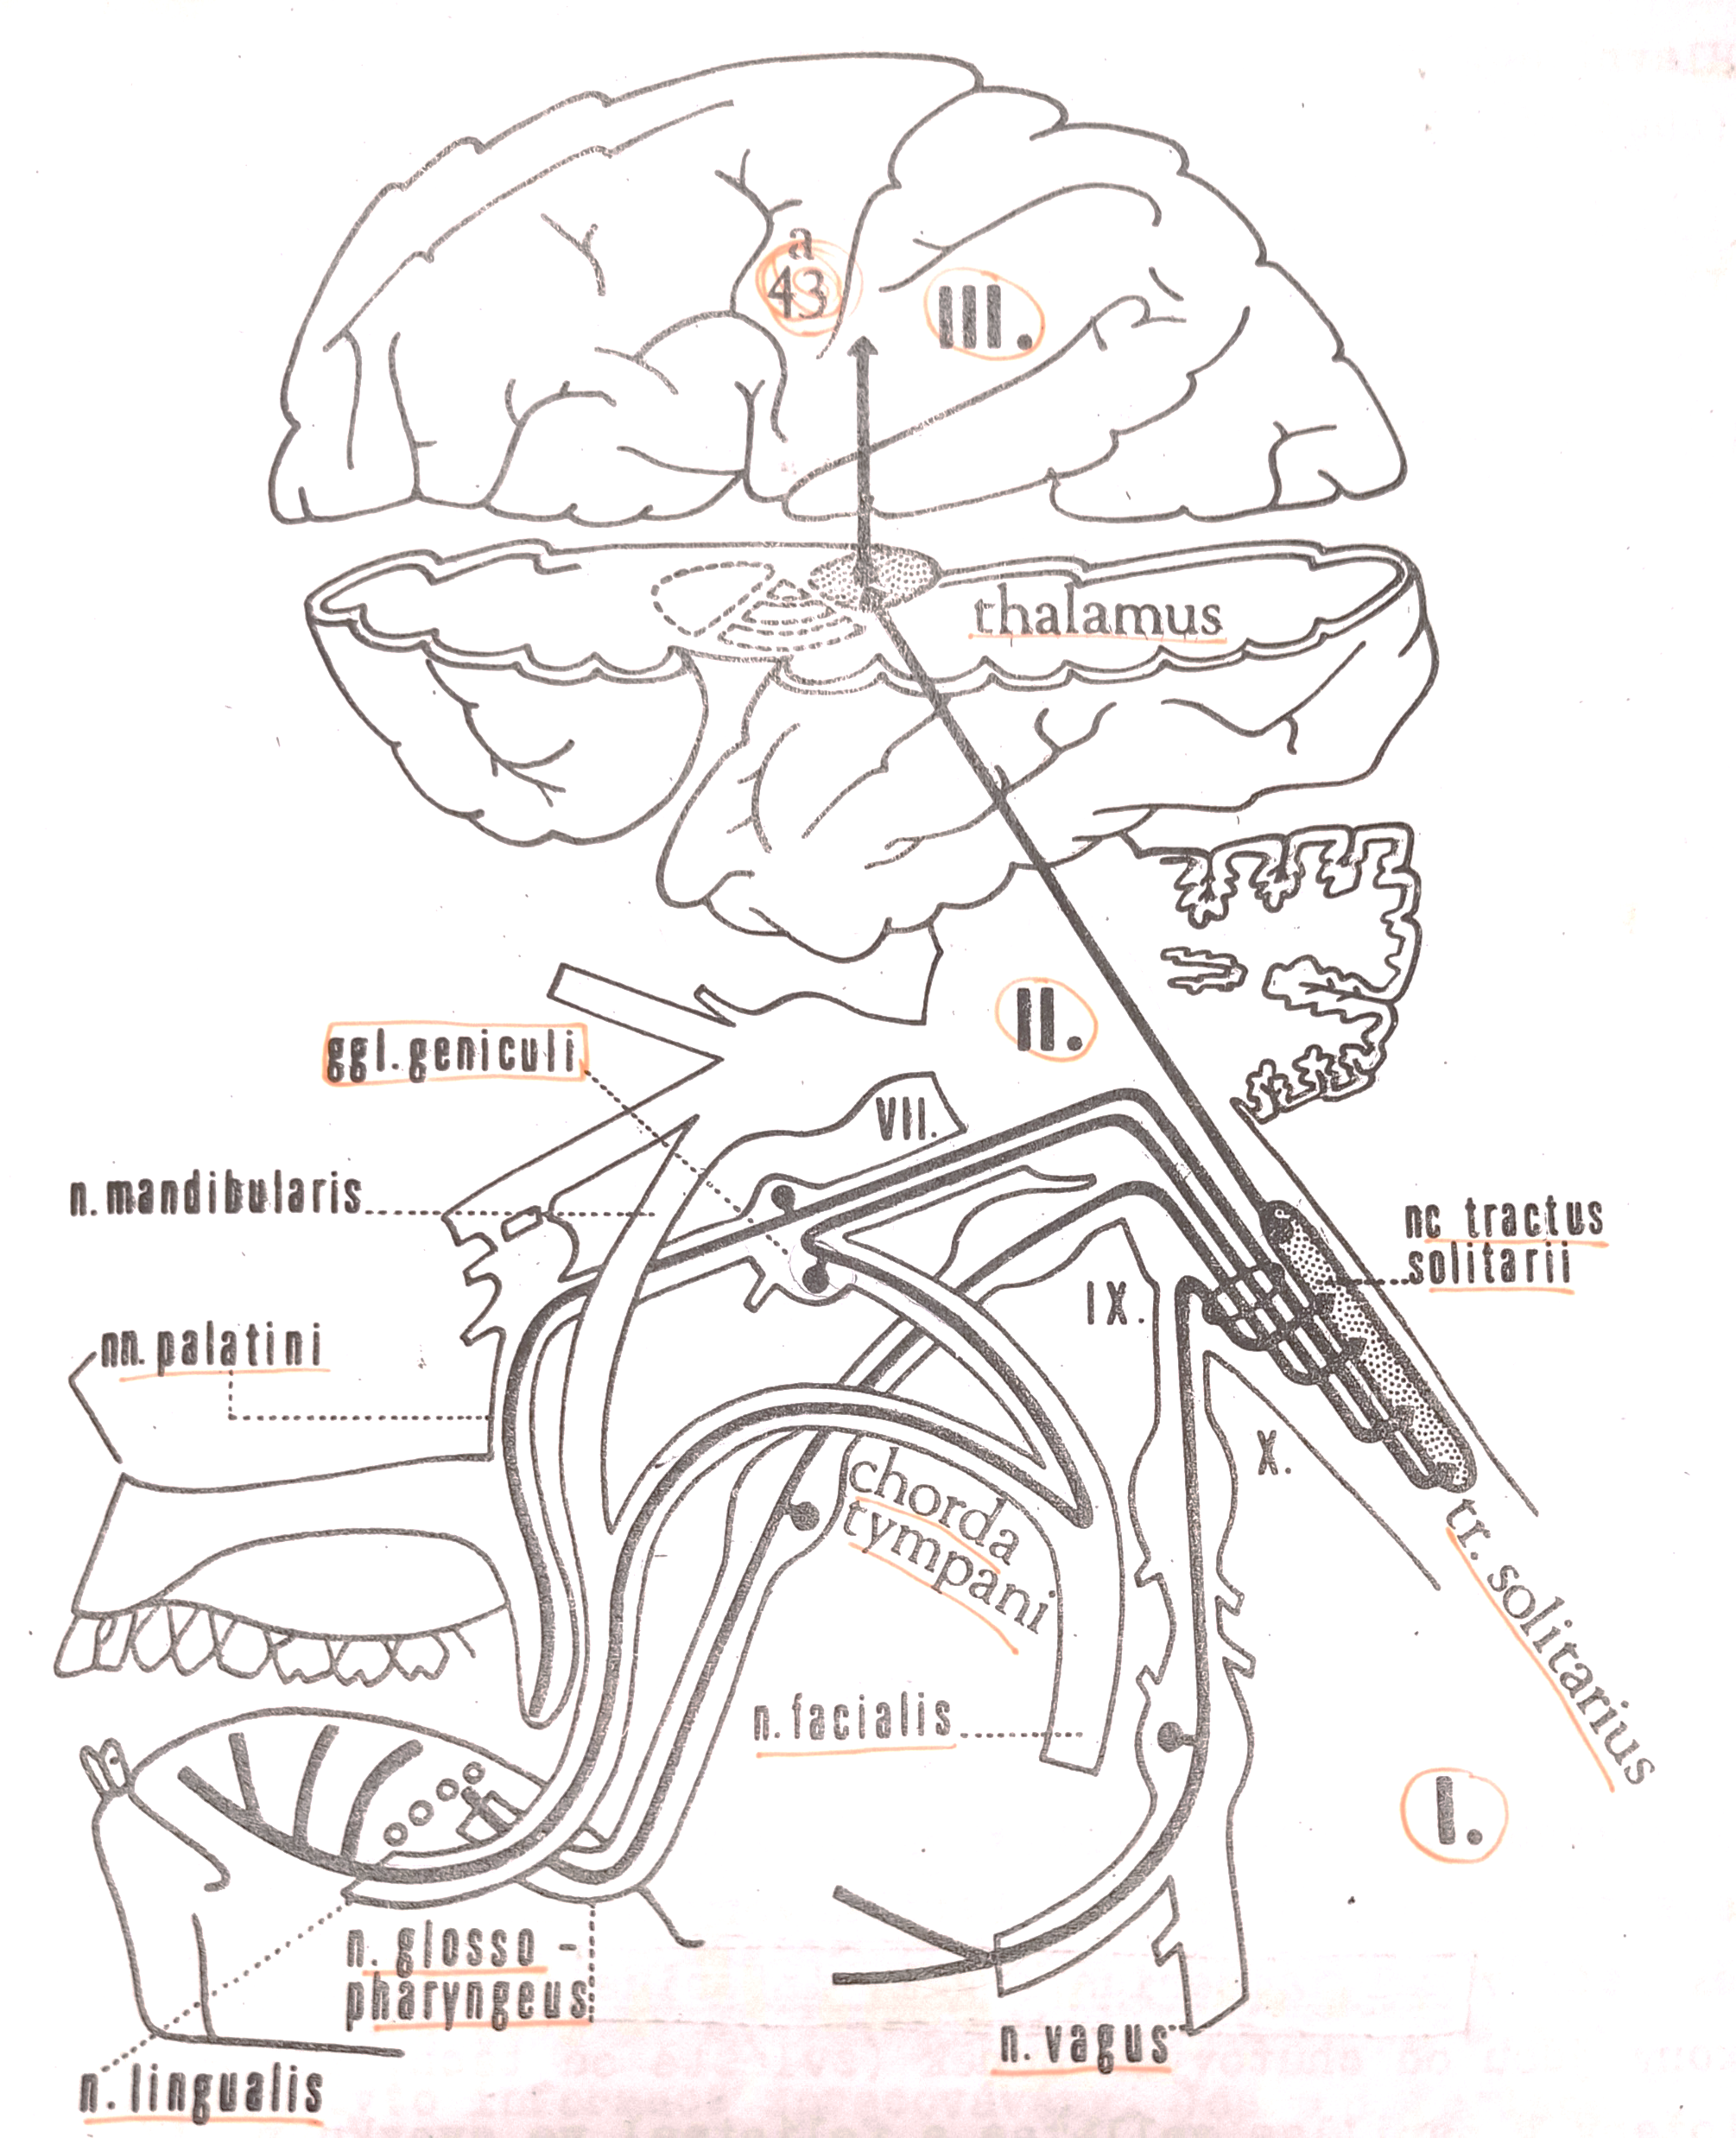 a
43
III.
thalamus
II.
ggl. geniculi
VII.
n. mandibularis
nc tractus
solitarii
IX.
nn. palatini
X.
chorda
tympani
tr. solitarius
n. facialis
I.
n. glosso -
pharyngeus
n. vagus
n. lingualis